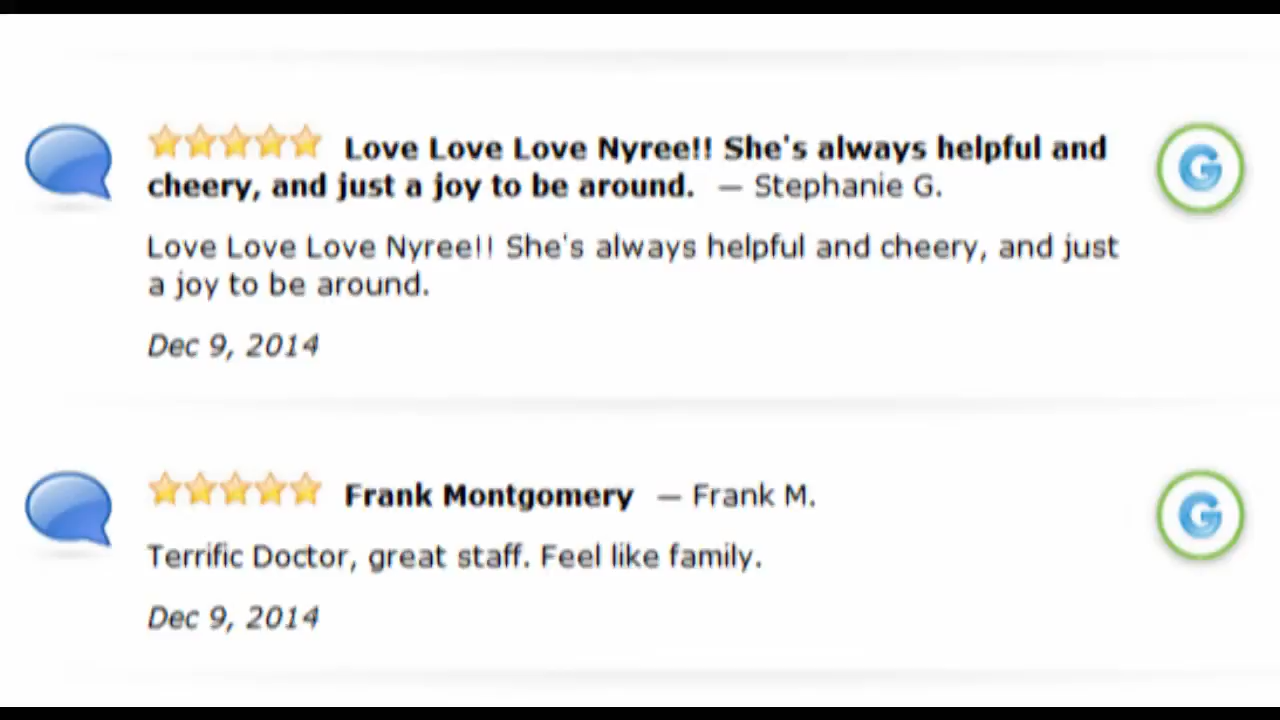 Love Love Love Nyree!! She's always helpful and
cheery, and just a joy to be around. — Stephanie G.
G
Love Love Love Nyree!! She's always helpful and cheery, and just
a joy to be around.
Dec 9, 2014
Frank Montgomery — Frank M.
G
Terrific Doctor, great staff. Feel like family.
Dec 9, 2014